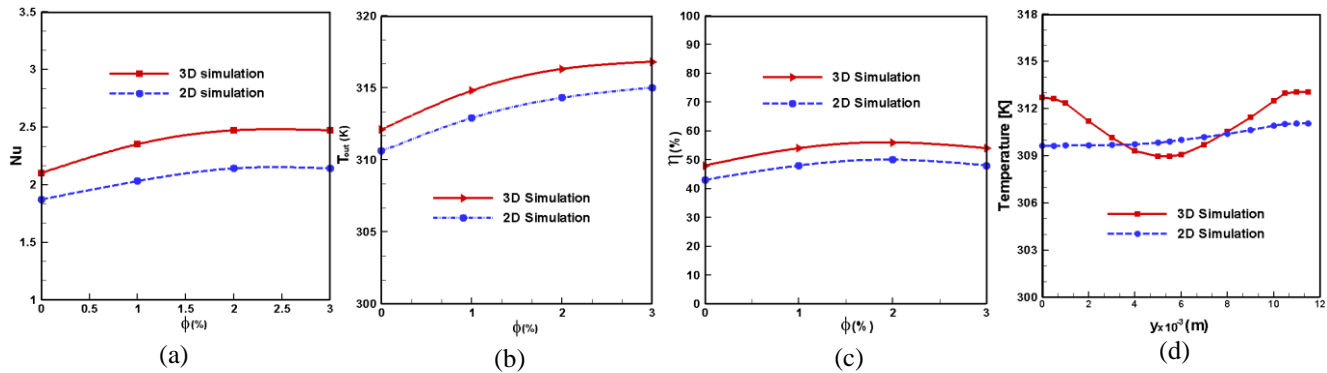 3.5
3
2.5
2
1.5
1
Nu
3D simulation
2D simulation
0 0.5 1 1.5 2 2.5 3
ϕ(%)
(a)
320
315
310
305
300
T_out (K)
3D Simulation
2D Simulation
0 1 2 3
ϕ(%)
(b)
100
90
80
70
60
50
40
30
20
10
0
η(%)
3D Simulation
2D Simulation
0 1 2 3
ϕ(%)
(c)
318
315
312
309
306
303
300
Temperature [K]
3D Simulation
2D Simulation
0 2 4 6 8 10 12
y×10⁻³ (m)
(d)